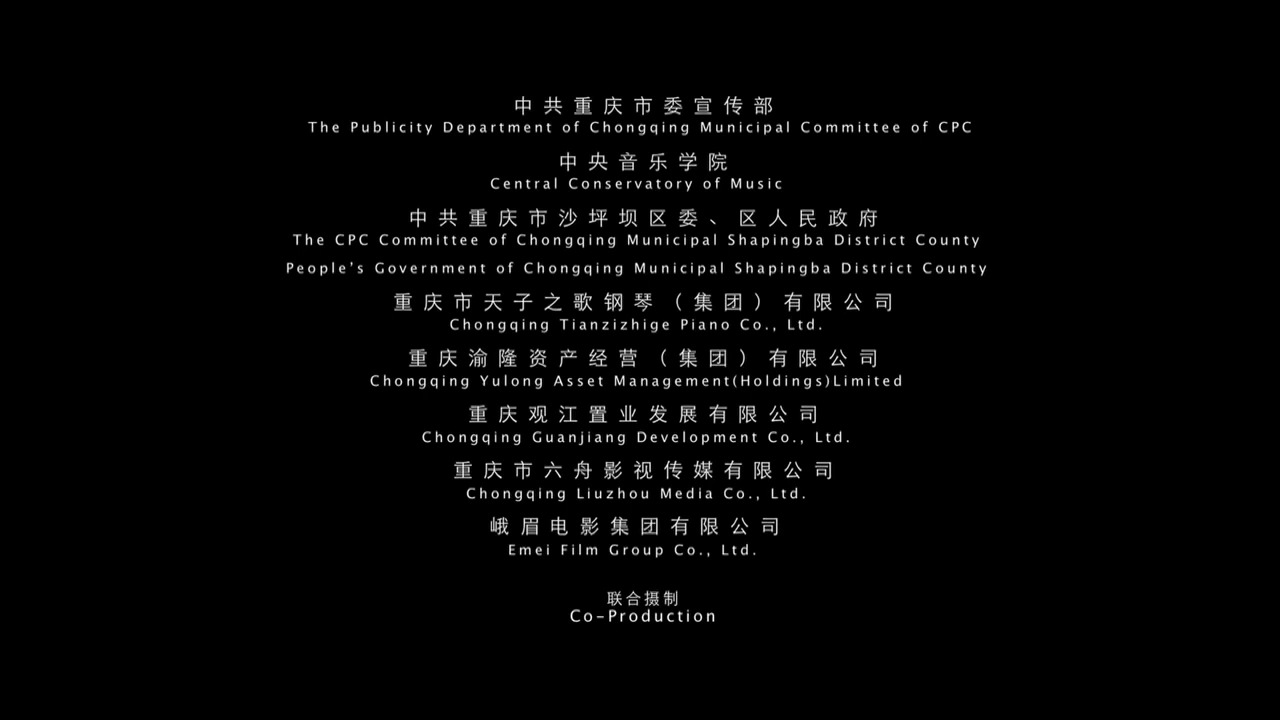 中共重庆市委宣传部
The Publicity Department of Chongqing Municipal Committee of CPC
中央音乐学院
Central Conservatory of Music
中共重庆市沙坪坝区委、区人民政府
The CPC Committee of Chongqing Municipal Shapingba District County
People’s Government of Chongqing Municipal Shapingba District County
重庆市天子之歌钢琴（集团）有限公司
Chongqing Tianzizhige Piano Co., Ltd.
重庆渝隆资产经营（集团）有限公司
Chongqing Yulong Asset Management(Holdings)Limited
重庆观江置业发展有限公司
Chongqing Guanjiang Development Co., Ltd.
重庆市六舟影视传媒有限公司
Chongqing Liuzhou Media Co., Ltd.
峨眉电影集团有限公司
Emei Film Group Co., Ltd.
联合摄制
Co-Production